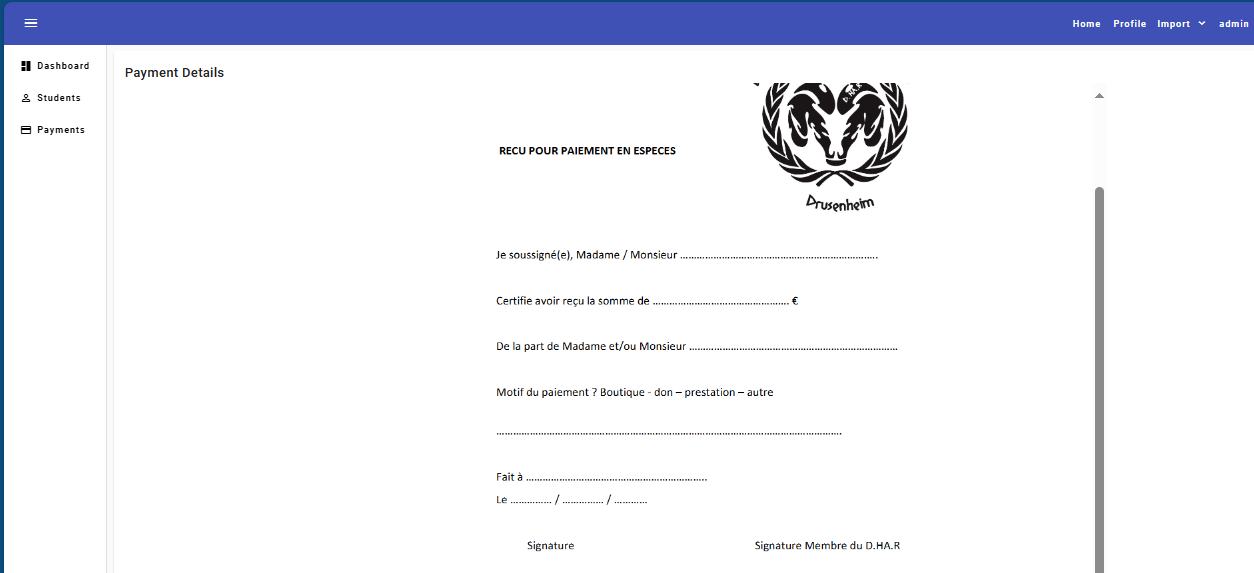 Home Profile Import admin
Dashboard
Students
Payments
Payment Details
D.HA.R
RECU POUR PAIEMENT EN ESPECES
Drusenheim
Je soussigné(e), Madame / Monsieur ……………………………………………………………..
Certifie avoir reçu la somme de …………………………………………. €
De la part de Madame et/ou Monsieur …………………………………………………………………
Motif du paiement ? Boutique - don – prestation – autre
…………………………………………………………………………………………………………….
Fait à ………………………………………………………..
Le …………… / …………… / …………
Signature Signature Membre du D.HA.R